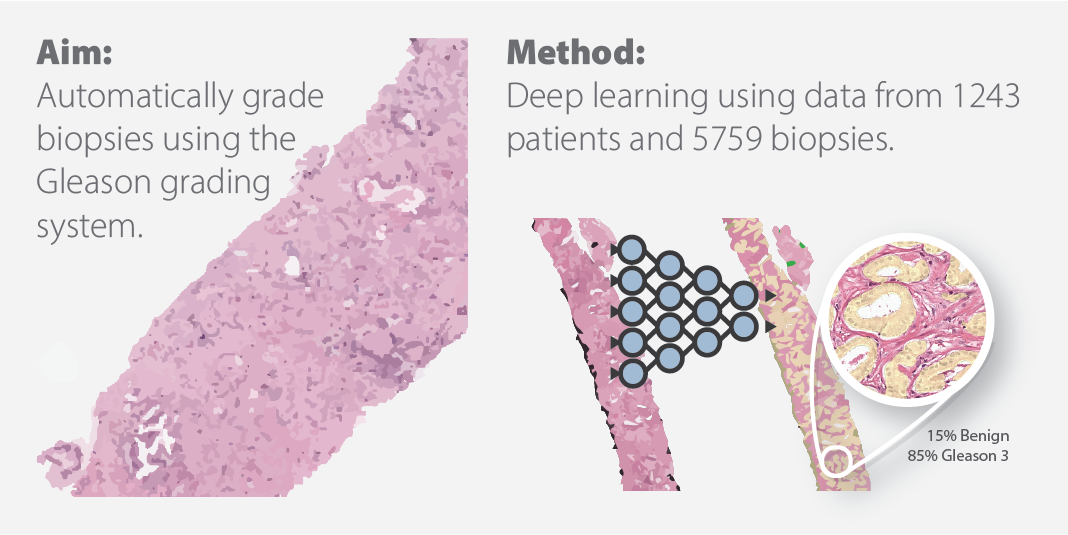 Aim:
Automatically grade
biopsies using the
Gleason grading
system.
Method:
Deep learning using data from 1243
patients and 5759 biopsies.
15% Benign
85% Gleason 3